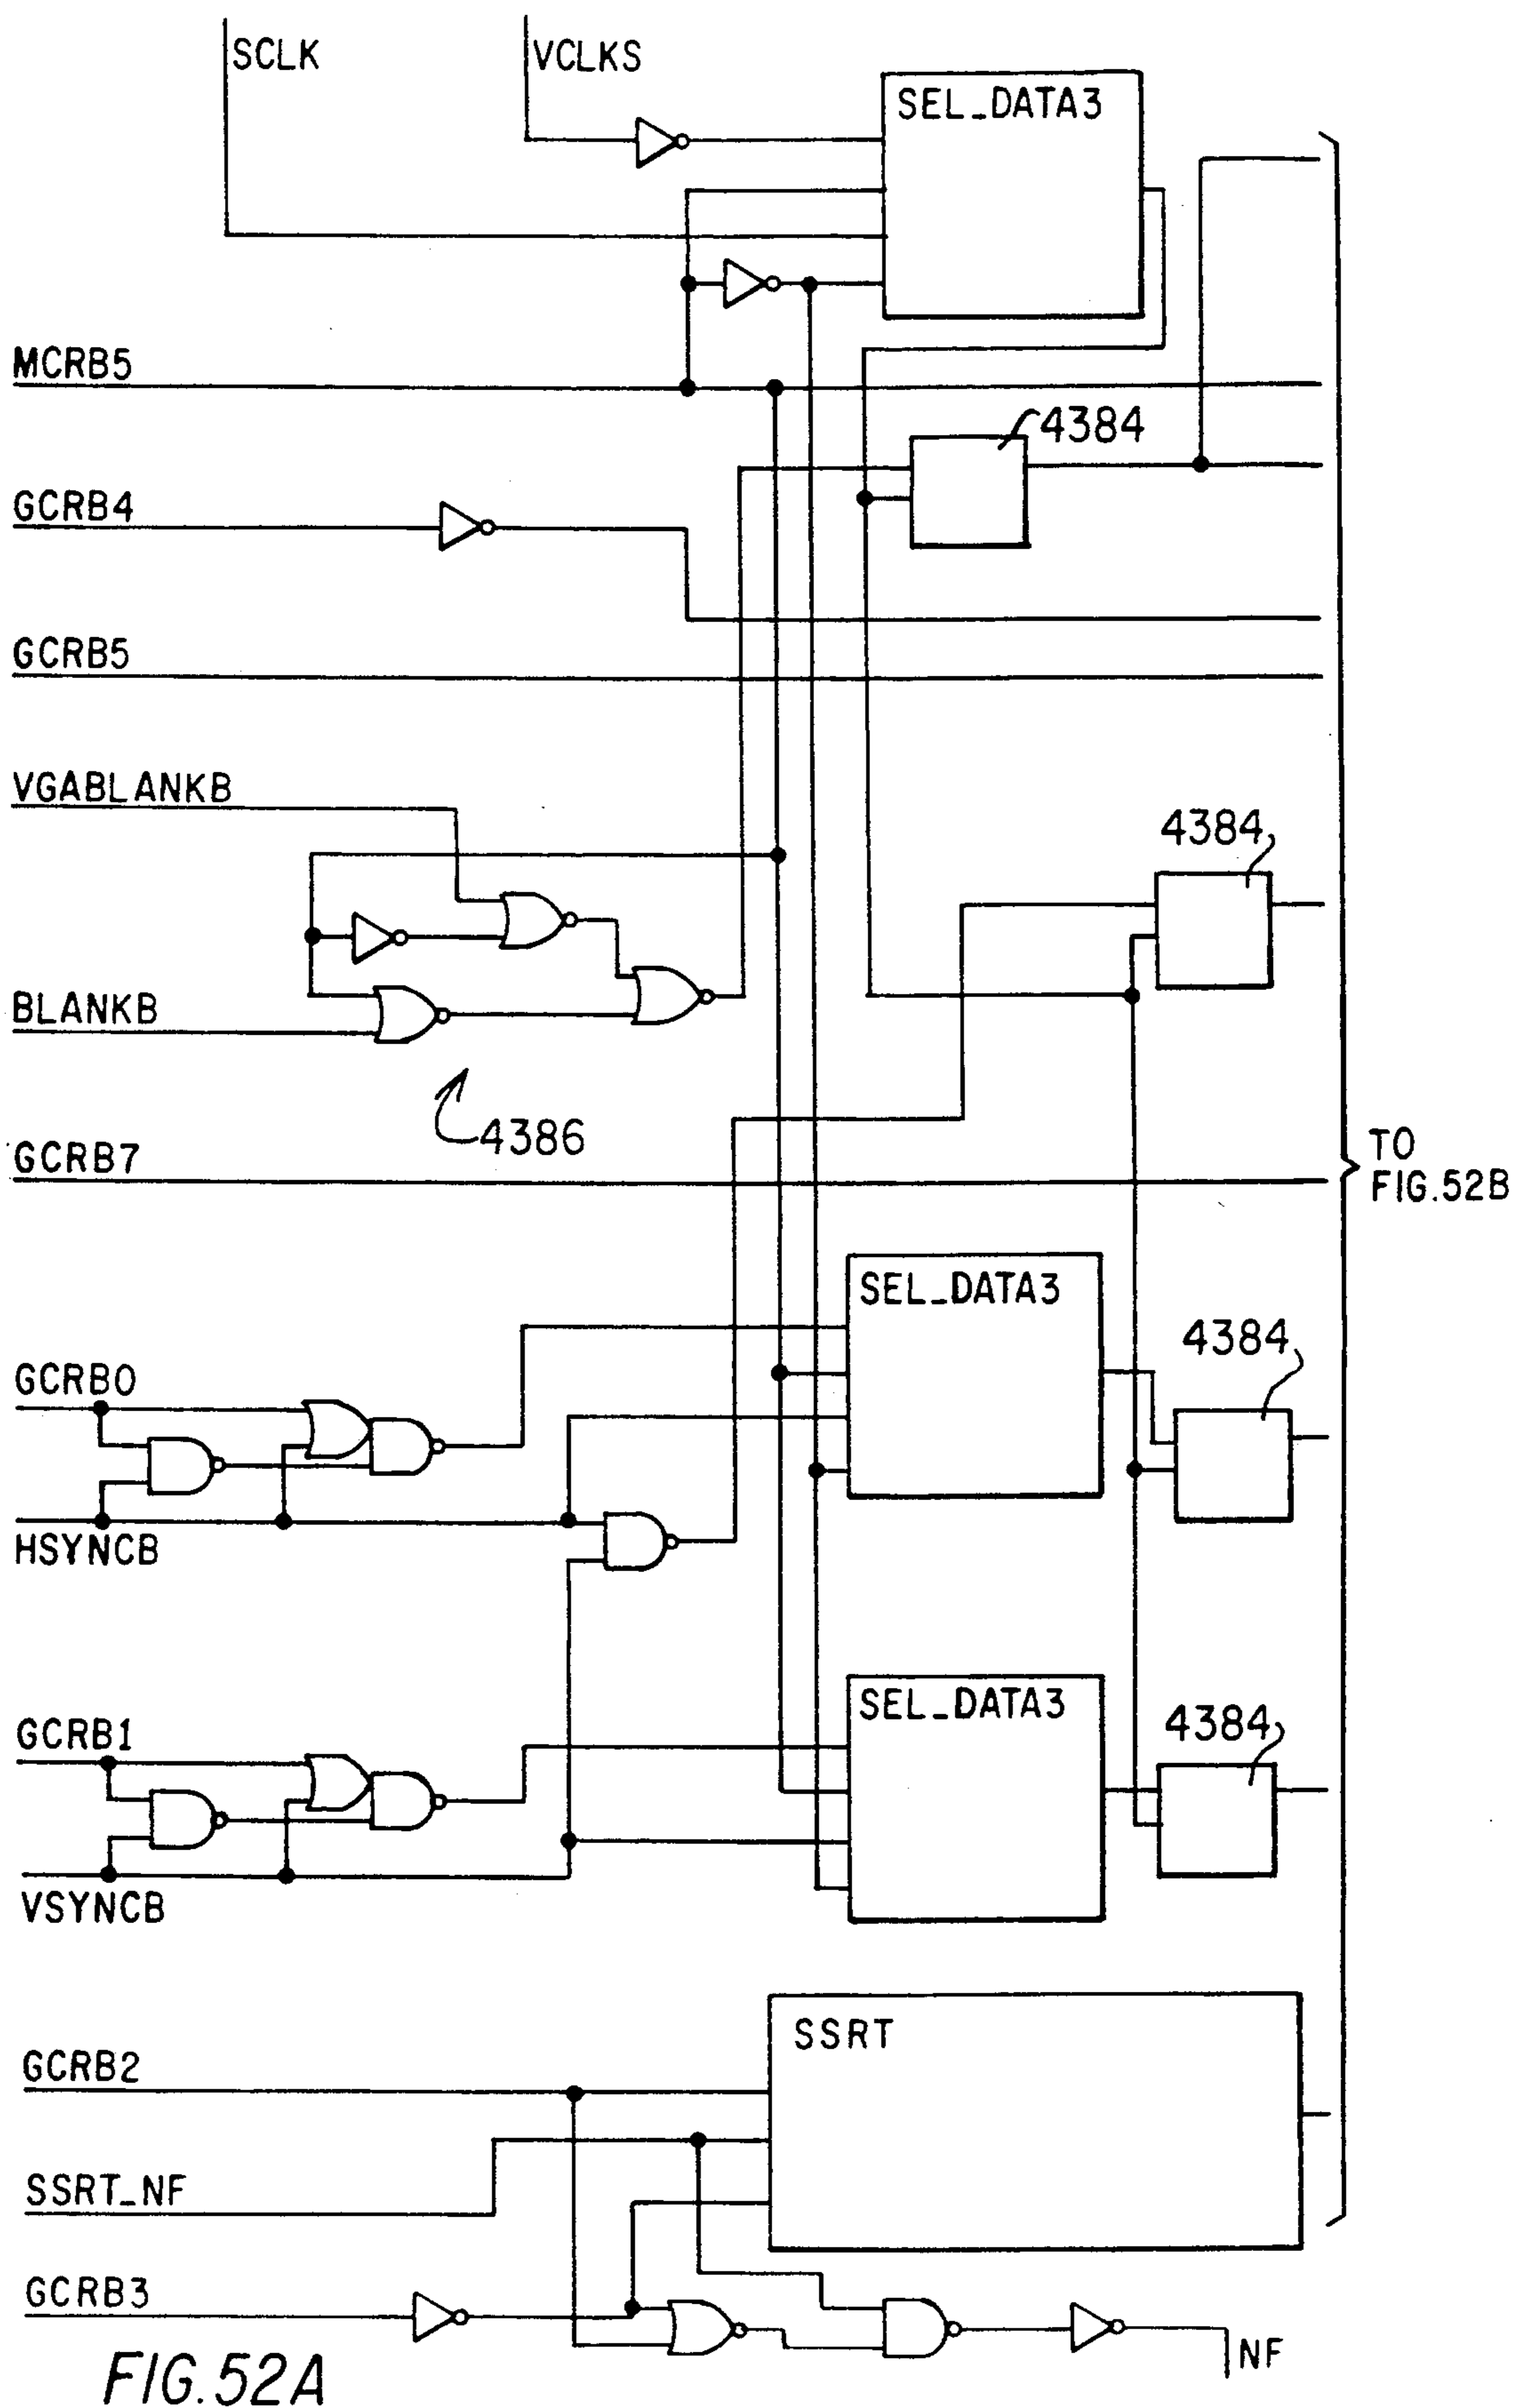 SCLK
VCLKS
SEL_DATA3
MCRB5
4384
GCRB4
GCRB5
VGABLANKB
4384
BLANKB
4386
GCRB7
TO
FIG.52B
SEL_DATA3
4384
GCRB0
HSYNCB
SEL_DATA3
4384
GCRB1
VSYNCB
SSRT
GCRB2
SSRT_NF
GCRB3
NF
FIG.52A